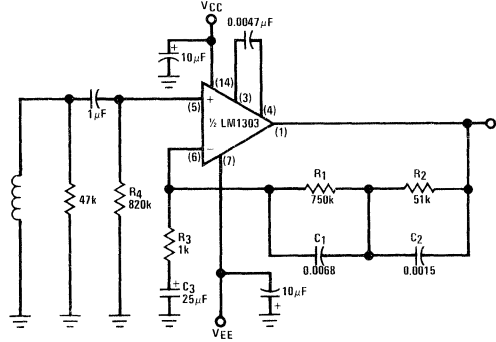 VCC
0.0047μF
+
10μF
(14)
(3)
(4)
1μF
(5)
+
½ LM1303
(1)
(6)
−
(7)
47k
R4
820k
R1
750k
R2
51k
R3
1k
C1
0.0068
C2
0.0015
+
C3
25μF
10μF
+
VEE